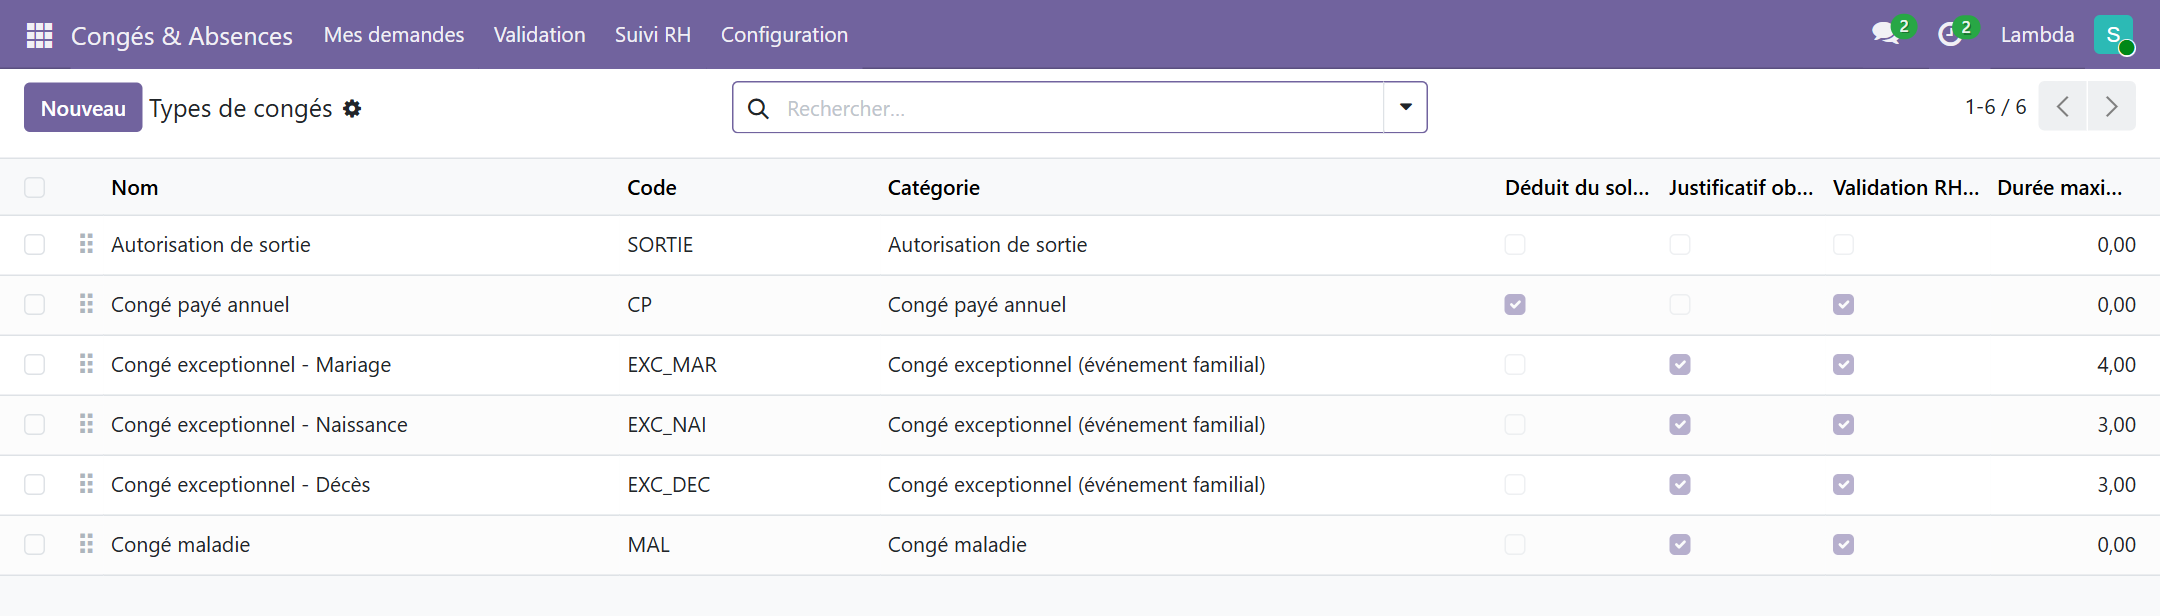 Congés & Absences Mes demandes Validation Suivi RH Configuration 2 2 Lambda S
Nouveau Types de congés Rechercher... 1-6 / 6
Nom Code Catégorie Déduit du sol... Justificatif ob... Validation RH... Durée maxi...
Autorisation de sortie SORTIE Autorisation de sortie 0,00
Congé payé annuel CP Congé payé annuel 0,00
Congé exceptionnel - Mariage EXC_MAR Congé exceptionnel (événement familial) 4,00
Congé exceptionnel - Naissance EXC_NAI Congé exceptionnel (événement familial) 3,00
Congé exceptionnel - Décès EXC_DEC Congé exceptionnel (événement familial) 3,00
Congé maladie MAL Congé maladie 0,00